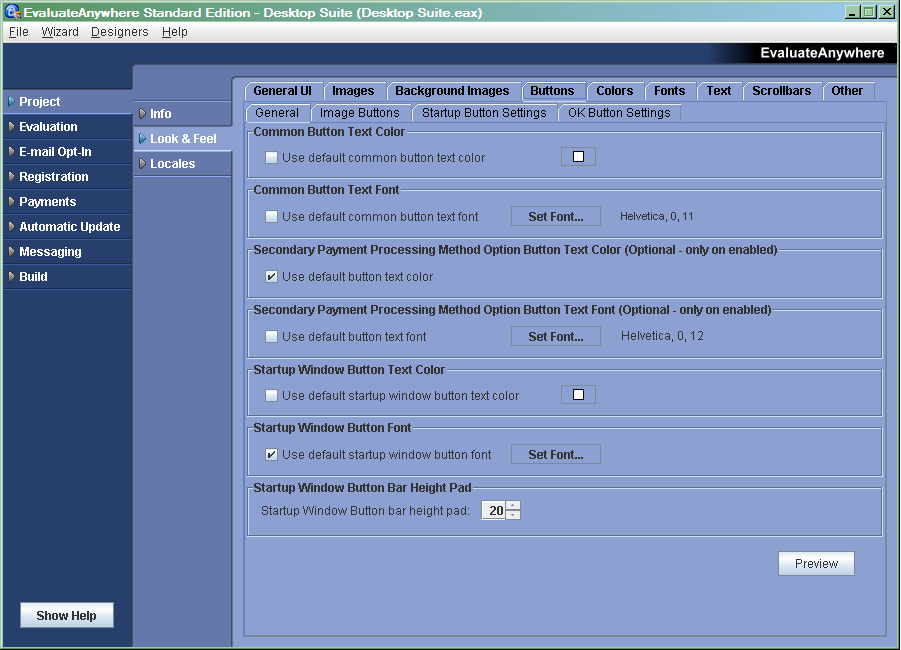 EvaluateAnywhere Standard Edition - Desktop Suite (Desktop Suite.eax)
File Wizard Designers Help
EvaluateAnywhere
Project
Evaluation
E-mail Opt-In
Registration
Payments
Automatic Update
Messaging
Build
Show Help
Info
Look & Feel
Locales
General UI Images Background Images Buttons Colors Fonts Text Scrollbars Other
General Image Buttons Startup Button Settings OK Button Settings
Common Button Text Color
Use default common button text color
Common Button Text Font
Use default common button text font Set Font... Helvetica, 0, 11
Secondary Payment Processing Method Option Button Text Color (Optional - only on enabled)
Use default button text color
Secondary Payment Processing Method Option Button Text Font (Optional - only on enabled)
Use default button text font Set Font... Helvetica, 0, 12
Startup Window Button Text Color
Use default startup window button text color
Startup Window Button Font
Use default startup window button font Set Font...
Startup Window Button Bar Height Pad
Startup Window Button bar height pad: 20
Preview